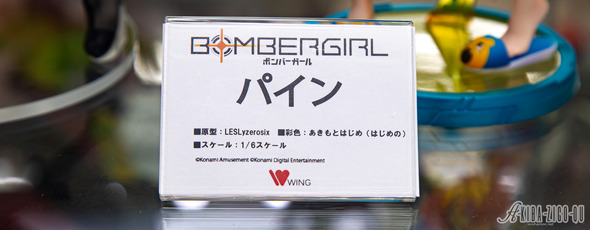 BOMBERGIRL
ボンバーガール
パイン
■原型：LESLyzerosix ■彩色：あきもとはじめ（はじめの）
■スケール：1/6スケール
©Konami Amusement ©Konami Digital Entertainment
WING
AKIBA-ZUGO-QU